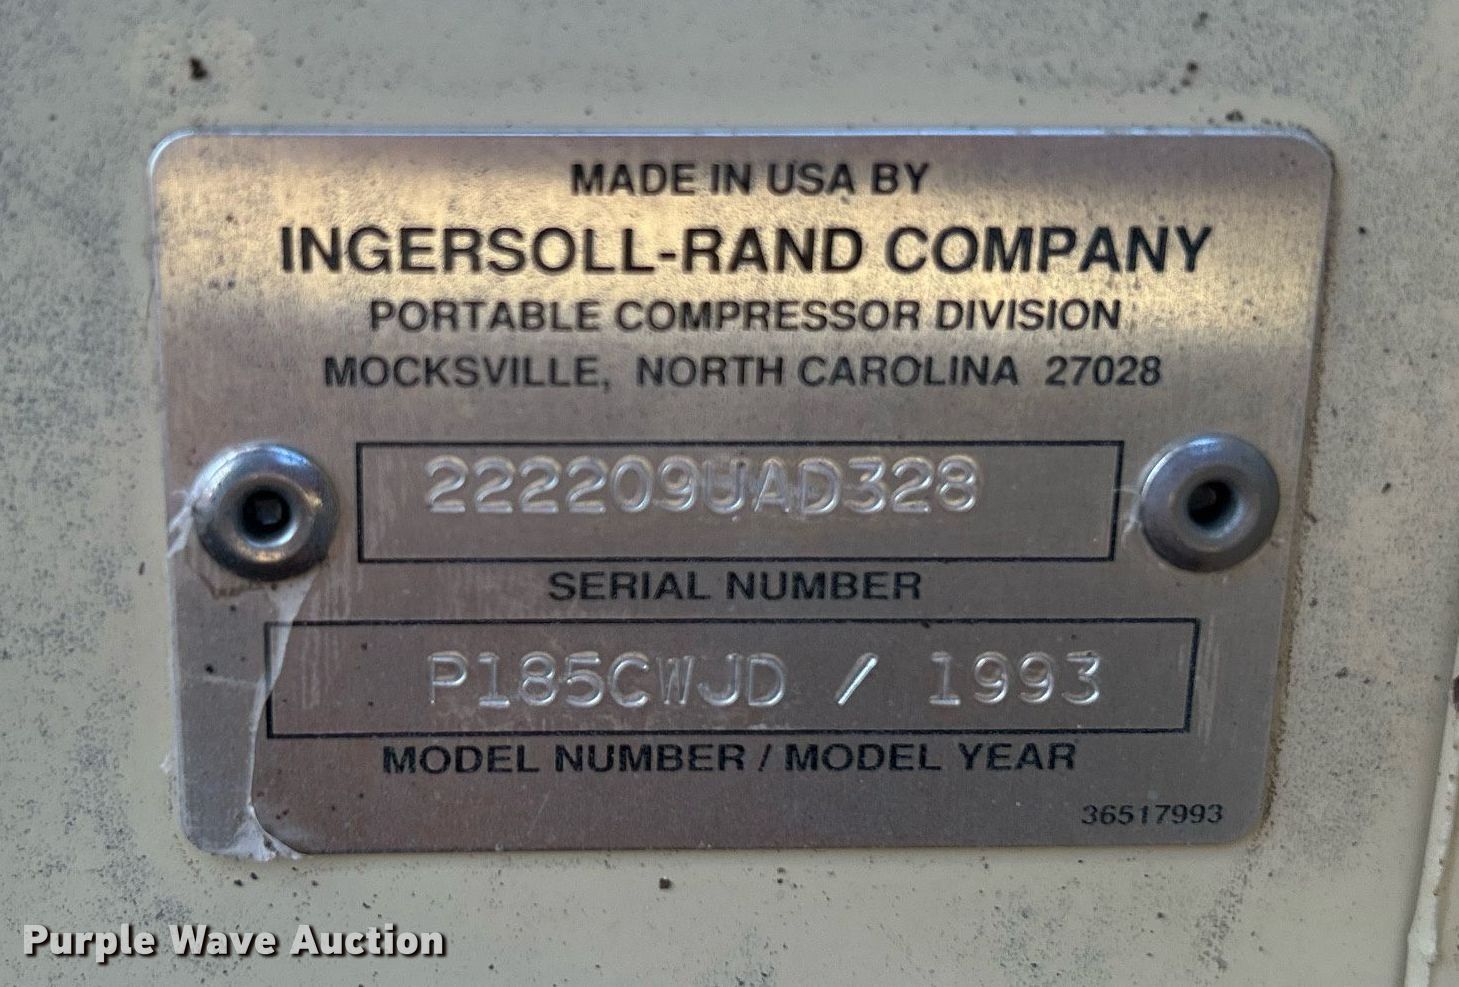 MADE IN USA BY
INGERSOLL-RAND COMPANY
PORTABLE COMPRESSOR DIVISION
MOCKSVILLE, NORTH CAROLINA 27028
222209UAD328
SERIAL NUMBER
P185CWJD / 1993
MODEL NUMBER / MODEL YEAR
36517993
Purple Wave Auction